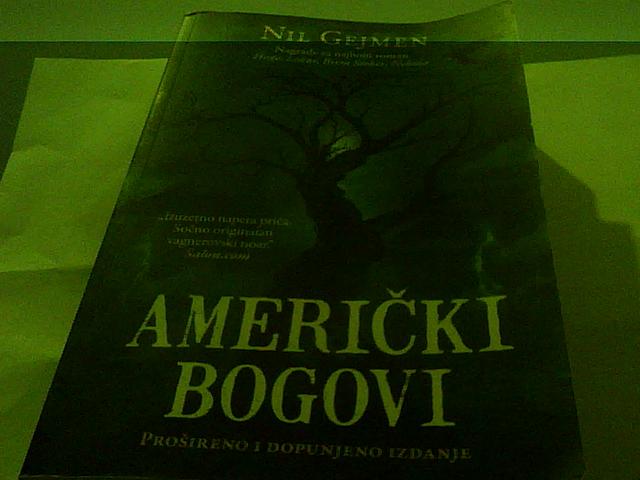 NIL GEJMEN
Nagrade za najbolji roman
Hugo, Lokus, Brem Stoker, Nebula
„Izuzetno napeta priča.
Sočno originalan
vagnerovski noar."
Salon.com
AMERIČKI
BOGOVI
PROŠIRENO I DOPUNJENO IZDANJE